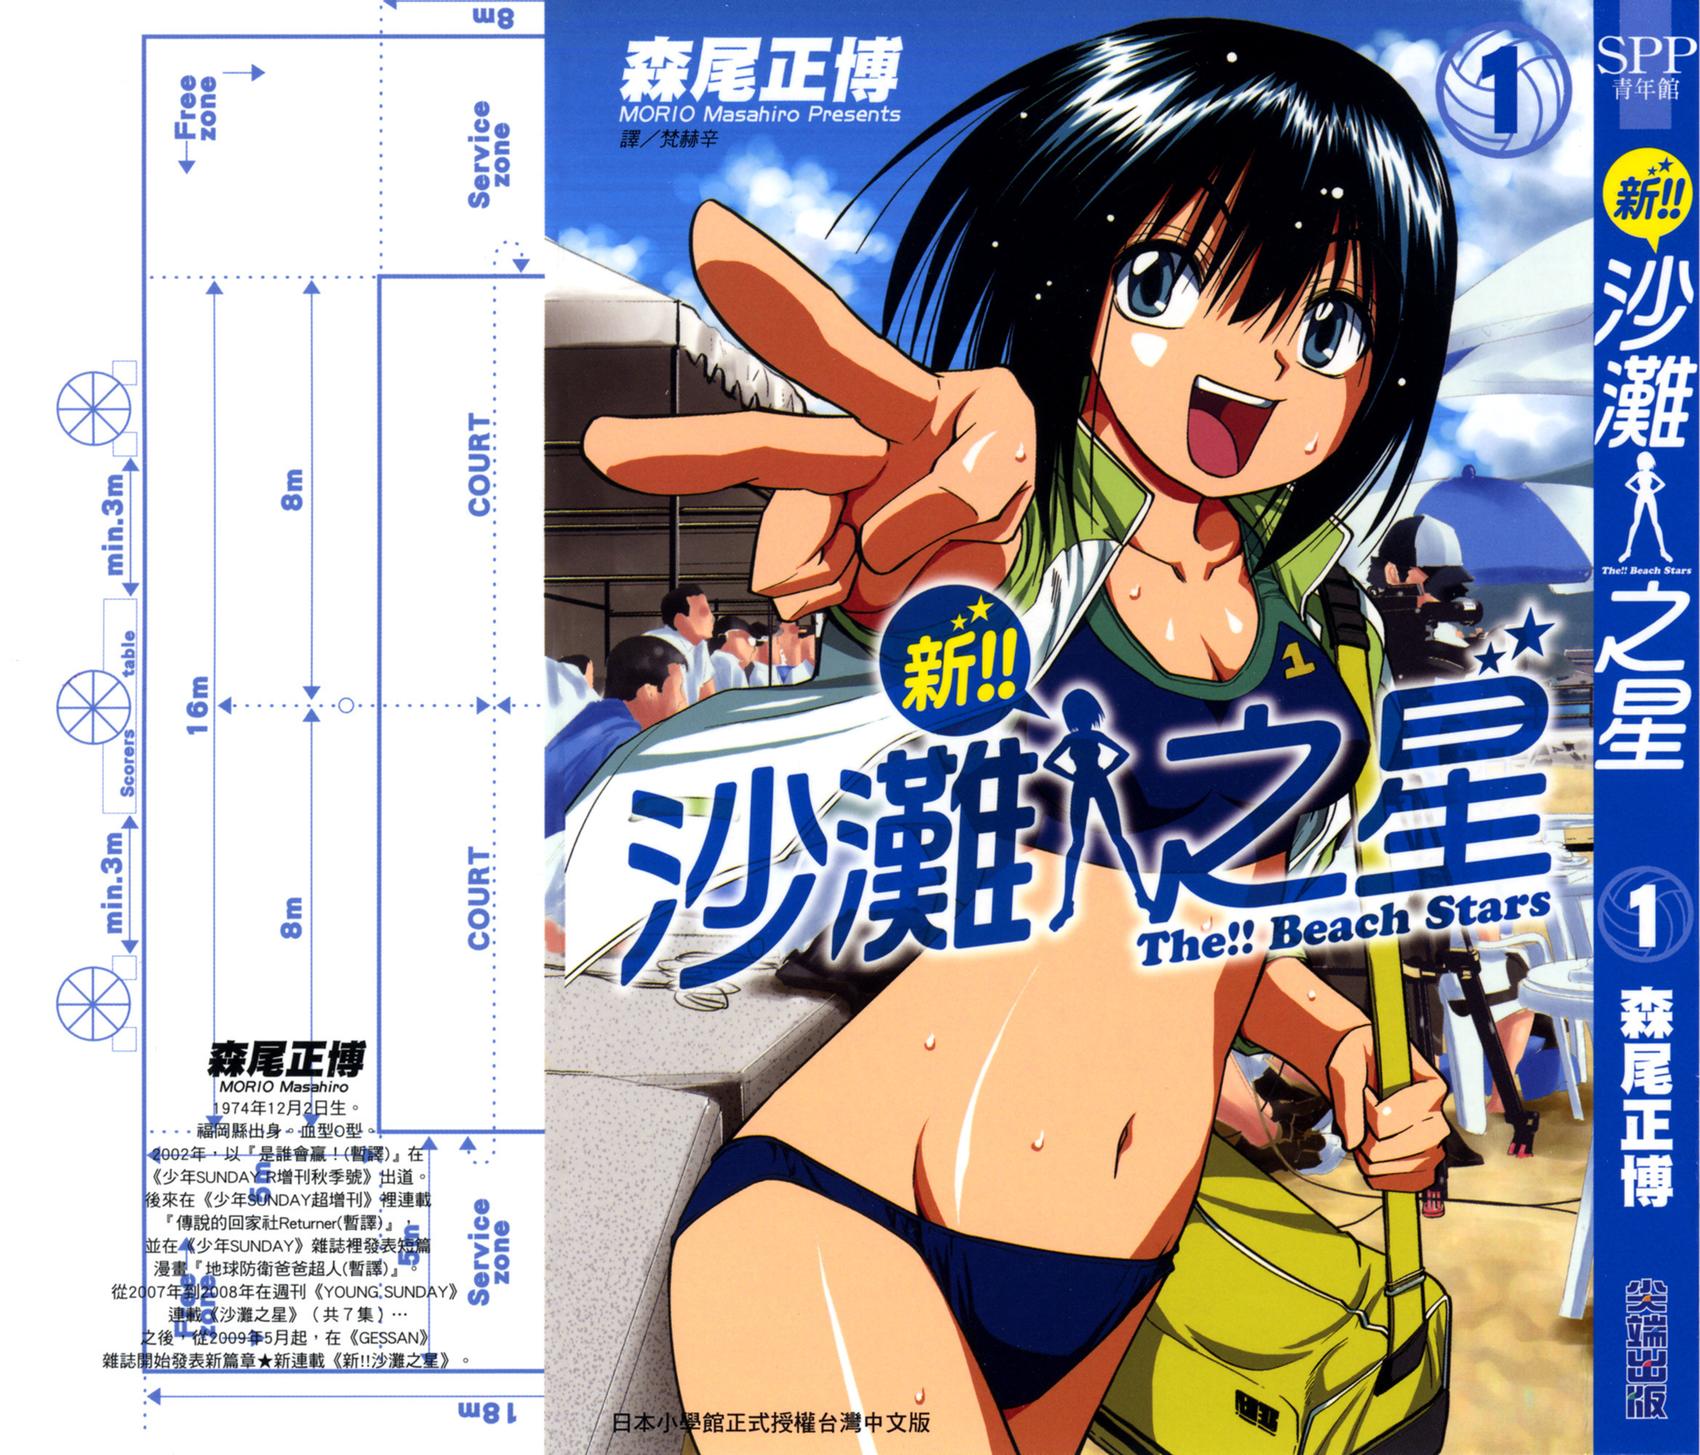 8m
Free
zone
Service
zone
min.3m
8m
COURT
16m
Scorers table
min.3m
8m
COURT
森尾正博
MORIO Masahiro
1974年12月2日生。
福岡縣出身。血型O型。
2002年，以『是誰會贏！(暫譯)』在
《少年SUNDAY R增刊秋季號》出道。
後來在《少年SUNDAY超增刊》裡連載
『傳說的回家社Returner(暫譯)』，
並在《少年SUNDAY》雜誌裡發表短篇
漫畫『地球防衛爸爸超人(暫譯)』。
從2007年到2008年在週刊《YOUNG SUNDAY》
連載《沙灘之星》（共７集）…
之後，從2009年5月起，在《GESSAN》
雜誌開始發表新篇章★新連載《新!!沙灘之星》。
5m
5m
Free
zone
Service
zone
18m
森尾正博
MORIO Masahiro Presents
譯／梵赫辛
1
1
新!!
沙灘之星
The!! Beach Stars
日本小學館正式授權台灣中文版
SPP
青年館
新!!
沙灘
The!! Beach Stars
之星
1
森尾正博
尖端出版